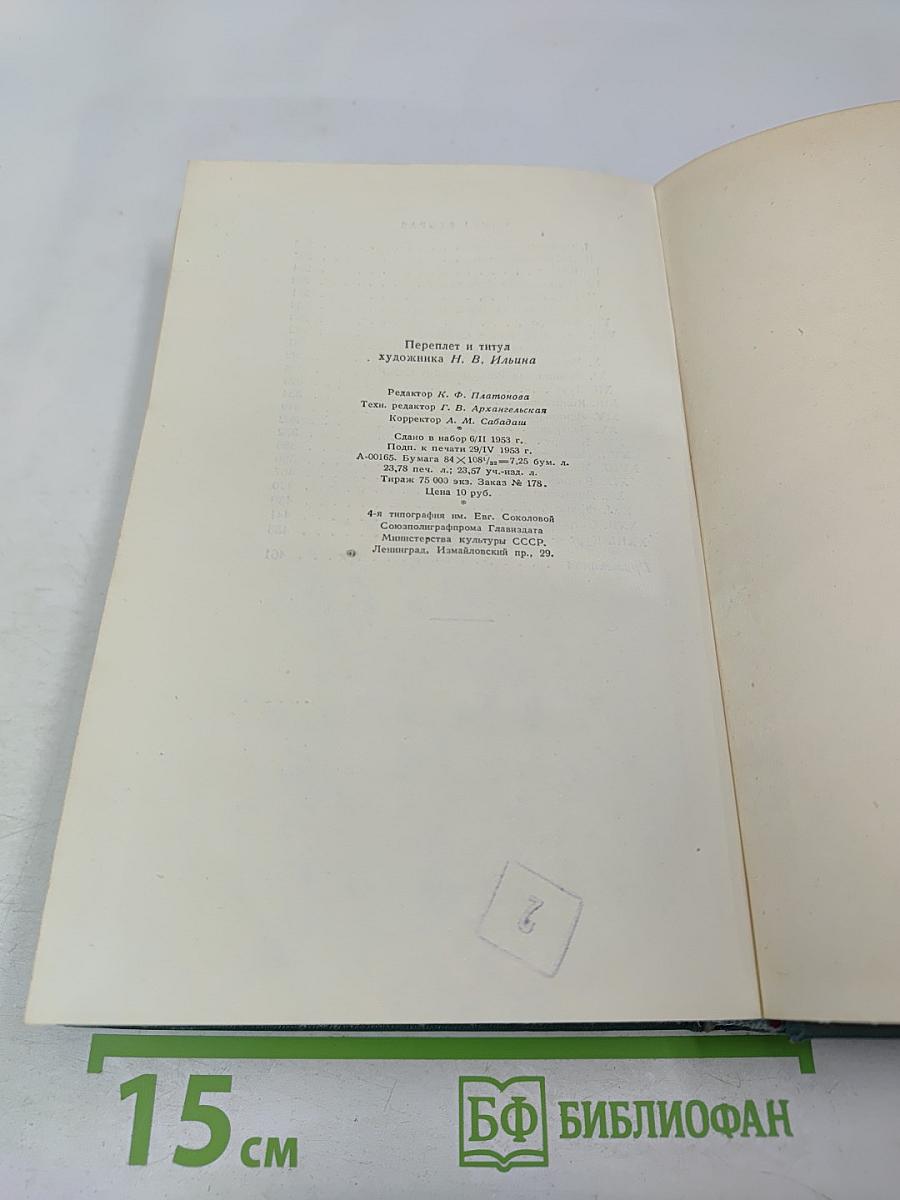 Переплет и титул
художника Н. В. Ильина
Редактор К. Ф. Платонова
Техн. редактор Г. В. Архангельская
Корректор А. М. Сабадаш
*
Сдано в набор 6/II 1953 г.
Подп. к печати 29/IV 1953 г.
А-00165. Бумага 84×108¹/₃₂=7,25 бум. л.
23,78 печ. л.; 23,57 уч.-изд. л.
Тираж 75 000 экз. Заказ № 178.
Цена 10 руб.
*
4-я типография им. Евг. Соколовой
Союзполиграфпрома Главиздата
Министерства культуры СССР.
Ленинград, Измайловский пр., 29.
2
15 см
БФ БИБЛИОФАН